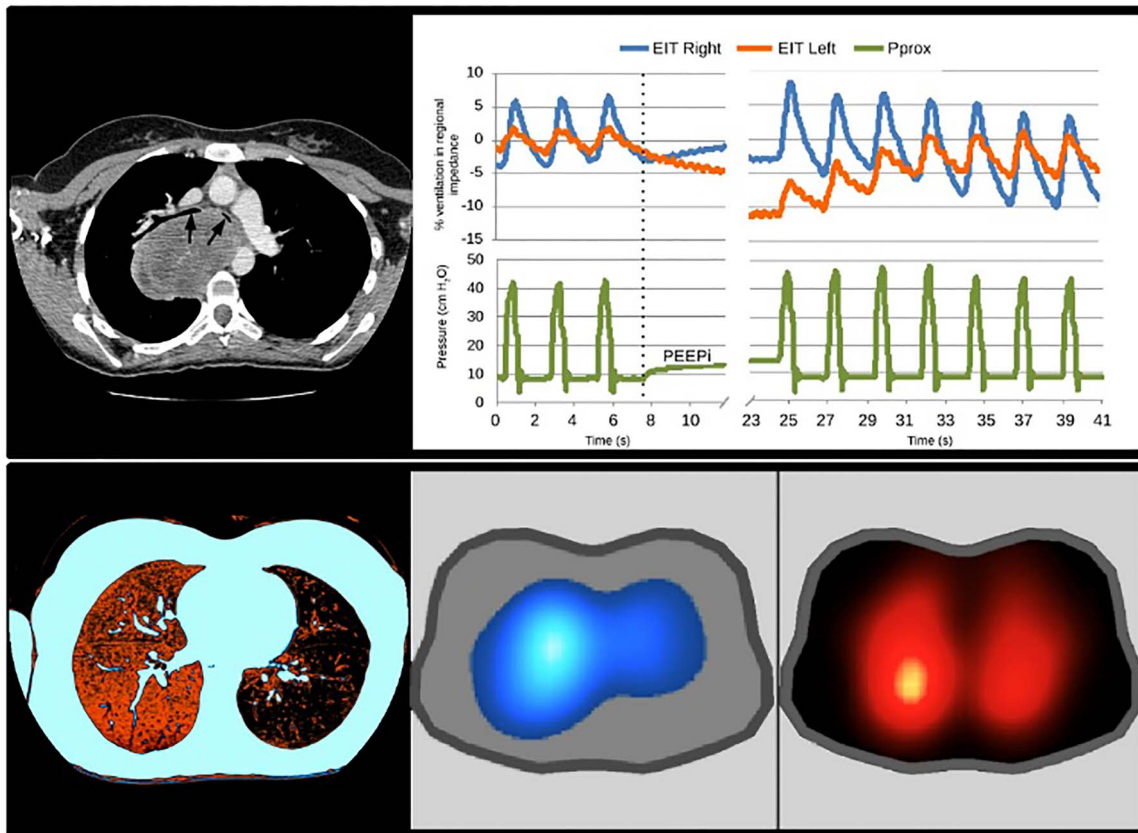 EIT Right EIT Left Pprox
% ventilation in regional
impedance
10
5
0
-5
-10
-15
Pressure (cm H₂O)
50
40
30
20
10
0
PEEPi
0 2 4 6 8 10
23 25 27 29 31 33 35 37 39 41
Time (s) Time (s)